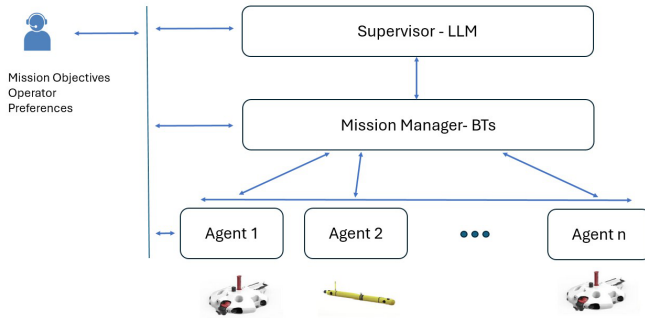 Supervisor - LLM
Mission Objectives
Operator
Preferences
Mission Manager- BTs
Agent 1
Agent 2
Agent n